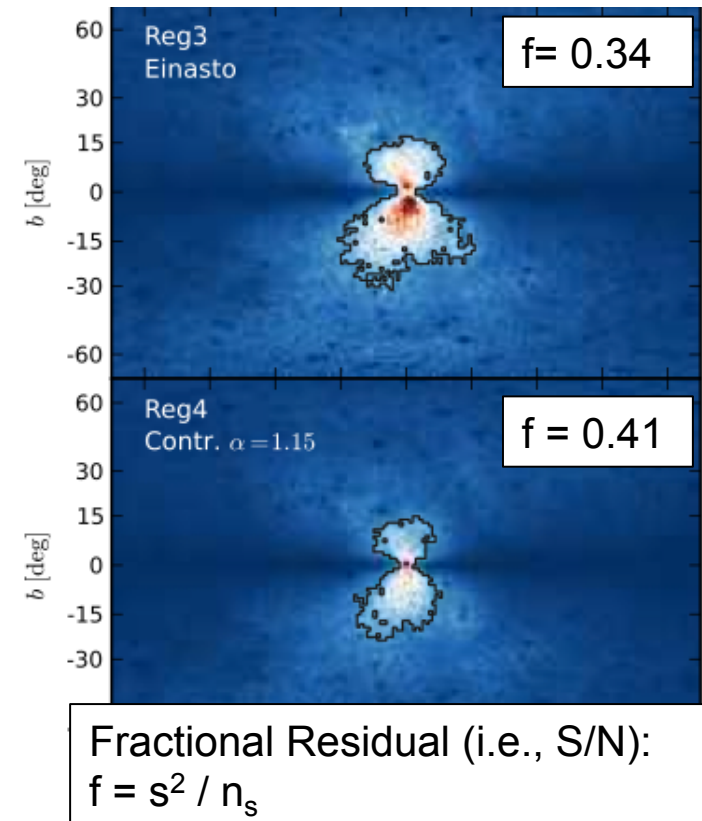 60
Reg3
Einasto
f= 0.34
30
15
0
b [deg]
-15
-30
-60
60
Reg4
Contr. α=1.15
f = 0.41
30
15
0
b [deg]
-15
-30
Fractional Residual (i.e., S/N):
f = s² / nₛ